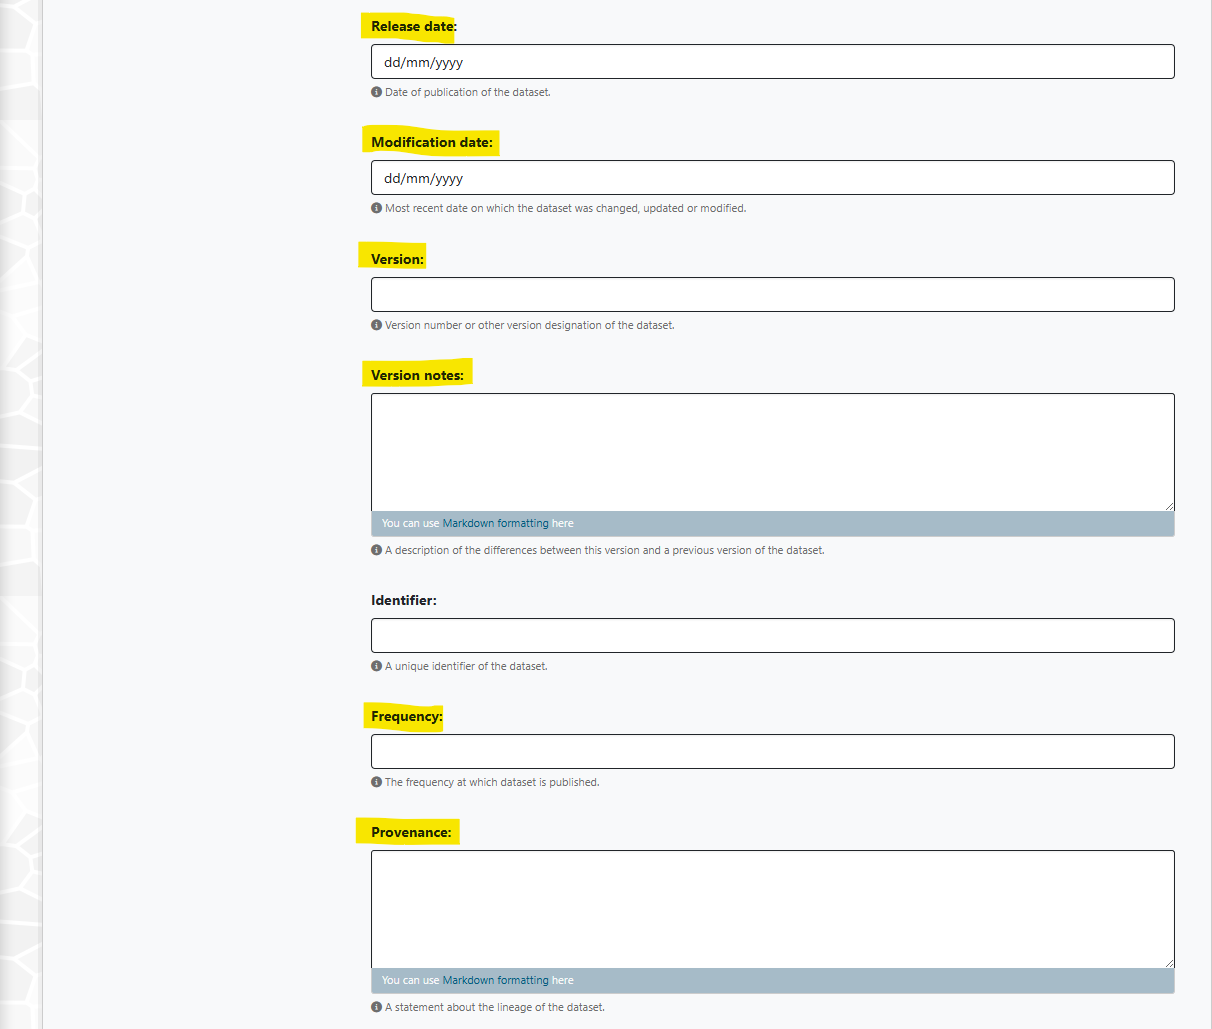 Release date:
dd/mm/yyyy
Date of publication of the dataset.
Modification date:
dd/mm/yyyy
Most recent date on which the dataset was changed, updated or modified.
Version:
Version number or other version designation of the dataset.
Version notes:
You can use Markdown formatting here
A description of the differences between this version and a previous version of the dataset.
Identifier:
A unique identifier of the dataset.
Frequency:
The frequency at which dataset is published.
Provenance:
You can use Markdown formatting here
A statement about the lineage of the dataset.